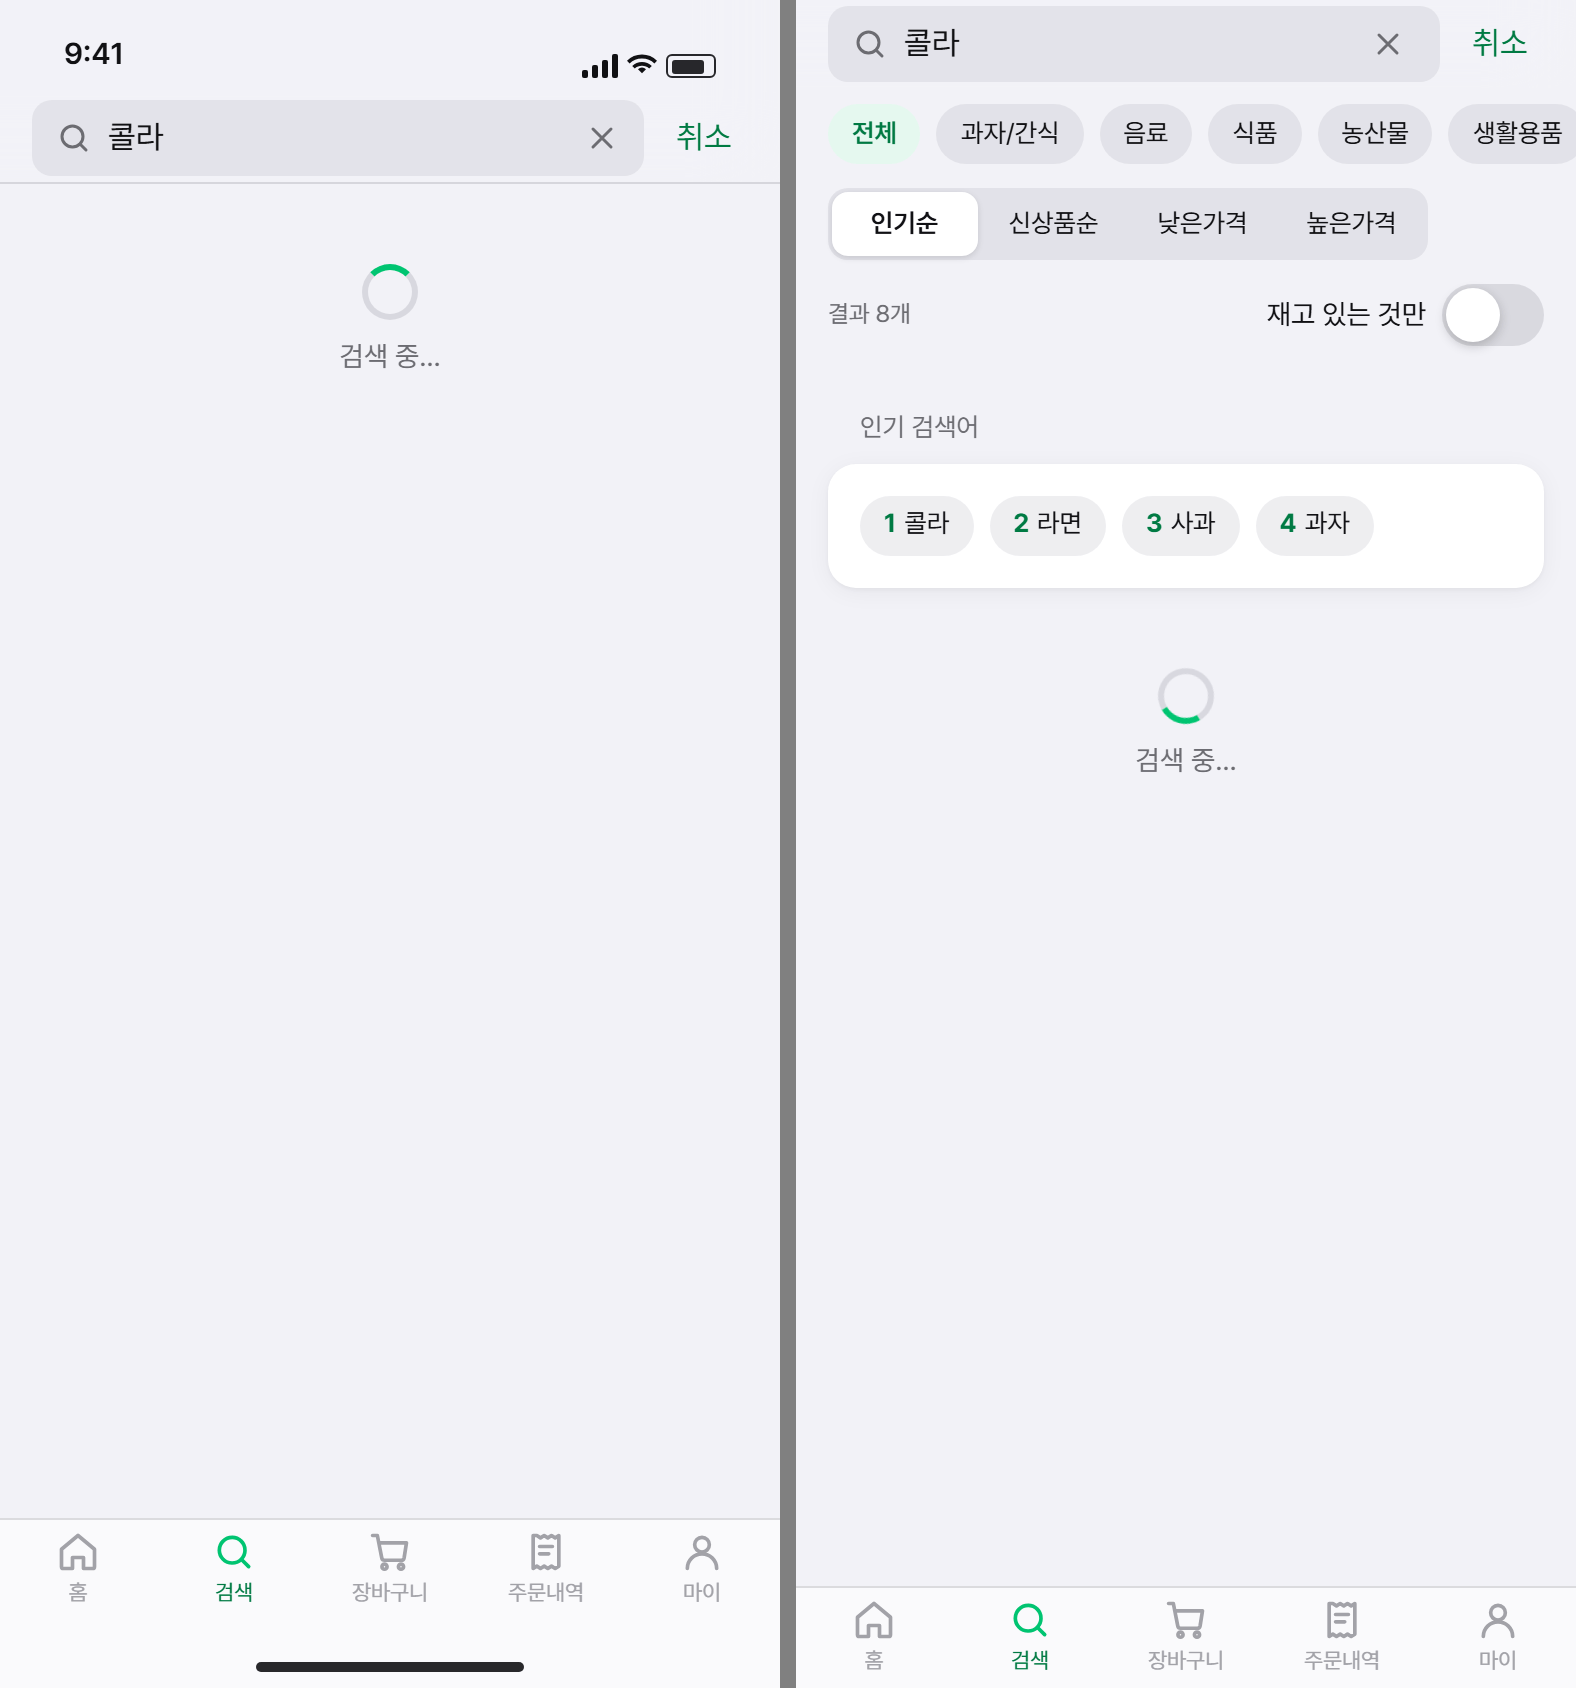 9:41
콜라
취소
검색 중...
홈
검색
장바구니
주문내역
마이
콜라
취소
전체
과자/간식
음료
식품
농산물
생활용품
인기순
신상품순
낮은가격
높은가격
결과 8개
재고 있는 것만
인기 검색어
1 콜라
2 라면
3 사과
4 과자
검색 중...
홈
검색
장바구니
주문내역
마이